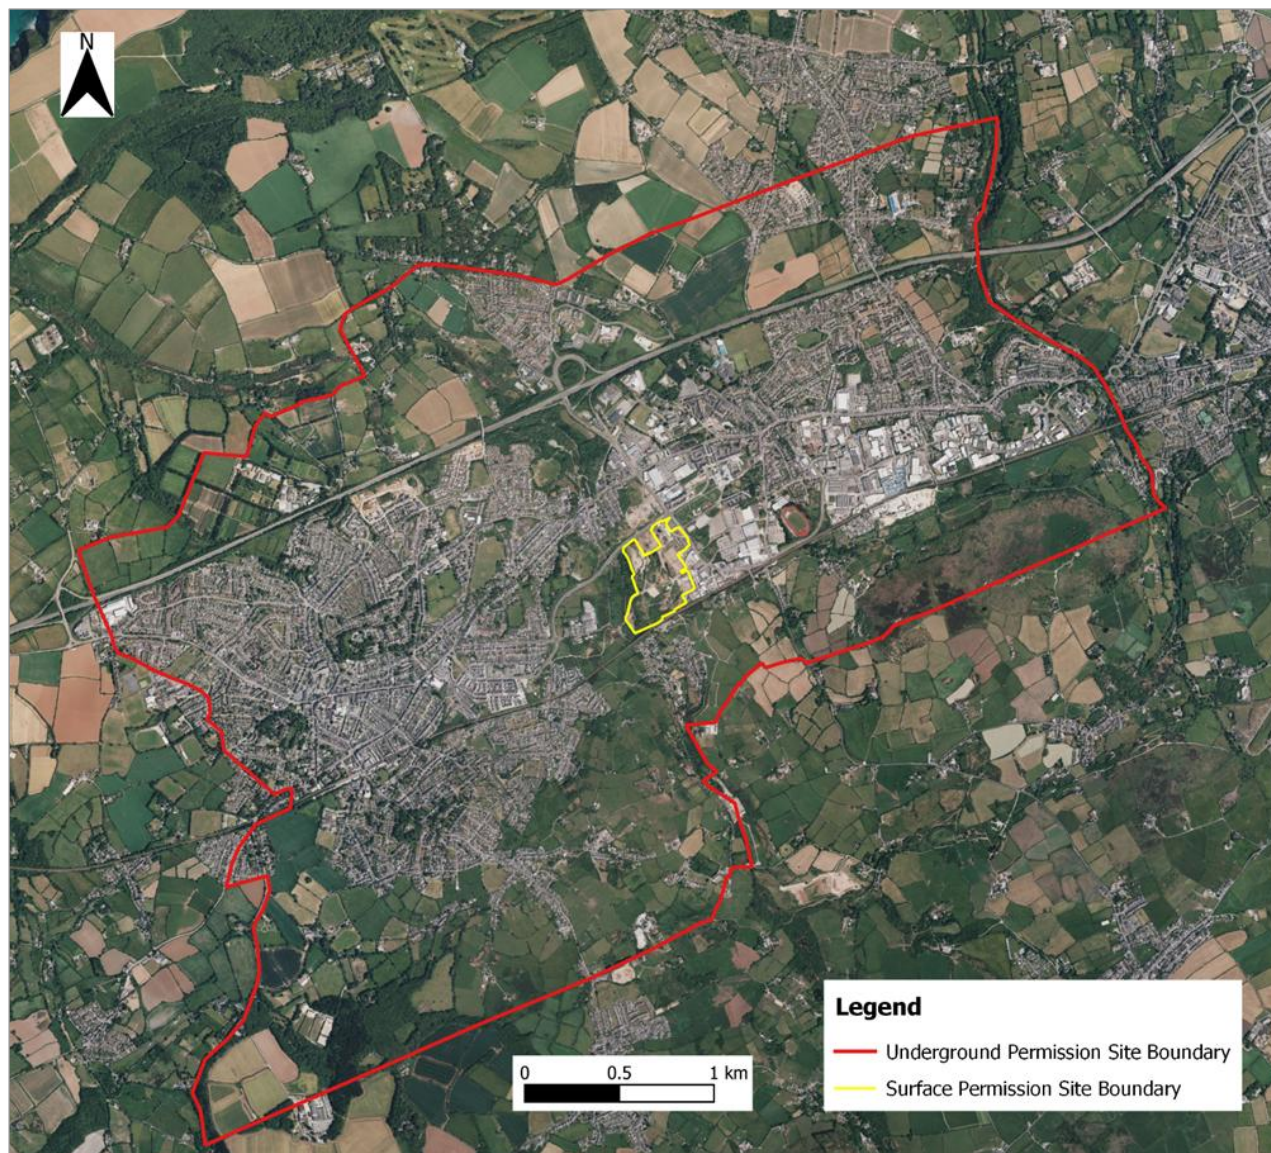 N
Legend
Underground Permission Site Boundary
Surface Permission Site Boundary
0 0.5 1 km